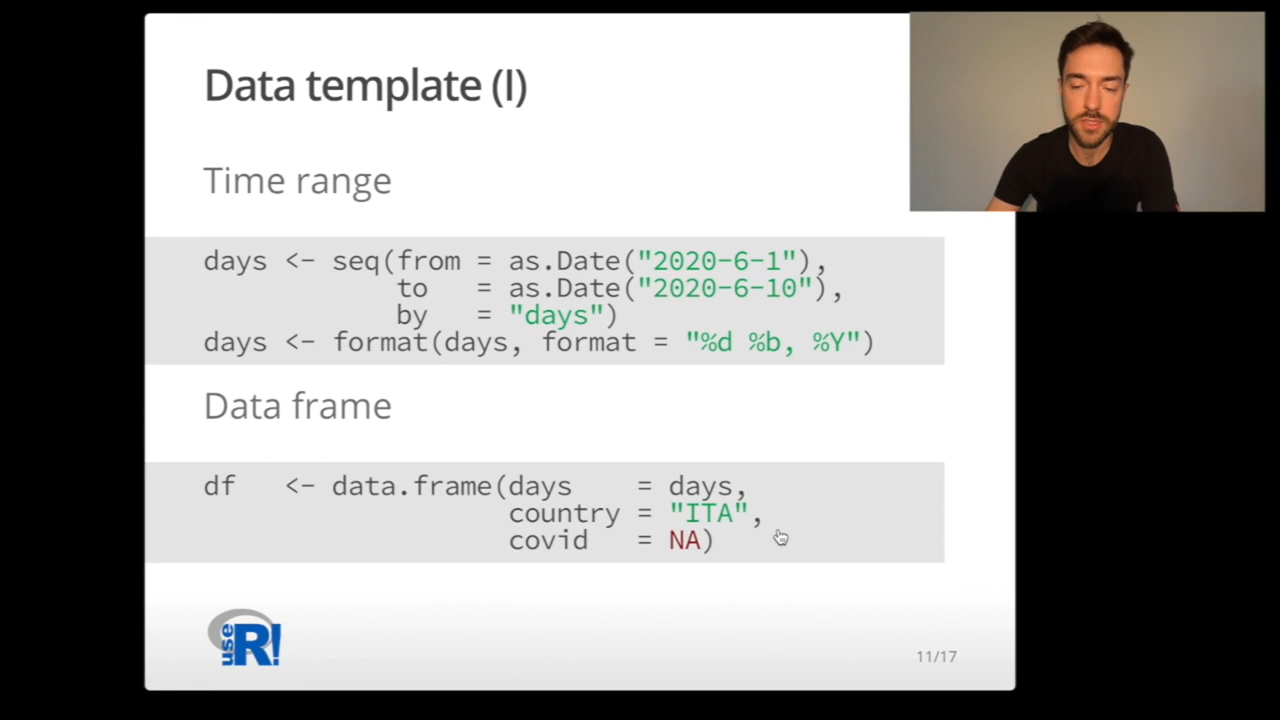 Data template (I)
Time range
days <- seq(from = as.Date("2020-6-1"),
to = as.Date("2020-6-10"),
by = "days")
days <- format(days, format = "%d %b, %Y")
Data frame
df <- data.frame(days = days,
country = "ITA",
covid = NA)
use R!
11/17